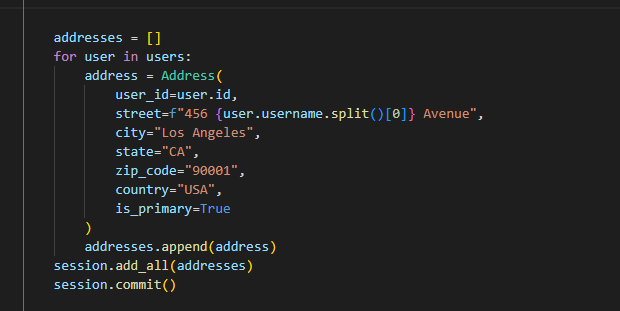 addresses = []
for user in users:
    address = Address(
        user_id=user.id,
        street=f"456 {user.username.split()[0]} Avenue",
        city="Los Angeles",
        state="CA",
        zip_code="90001",
        country="USA",
        is_primary=True
    )
    addresses.append(address)
session.add_all(addresses)
session.commit()